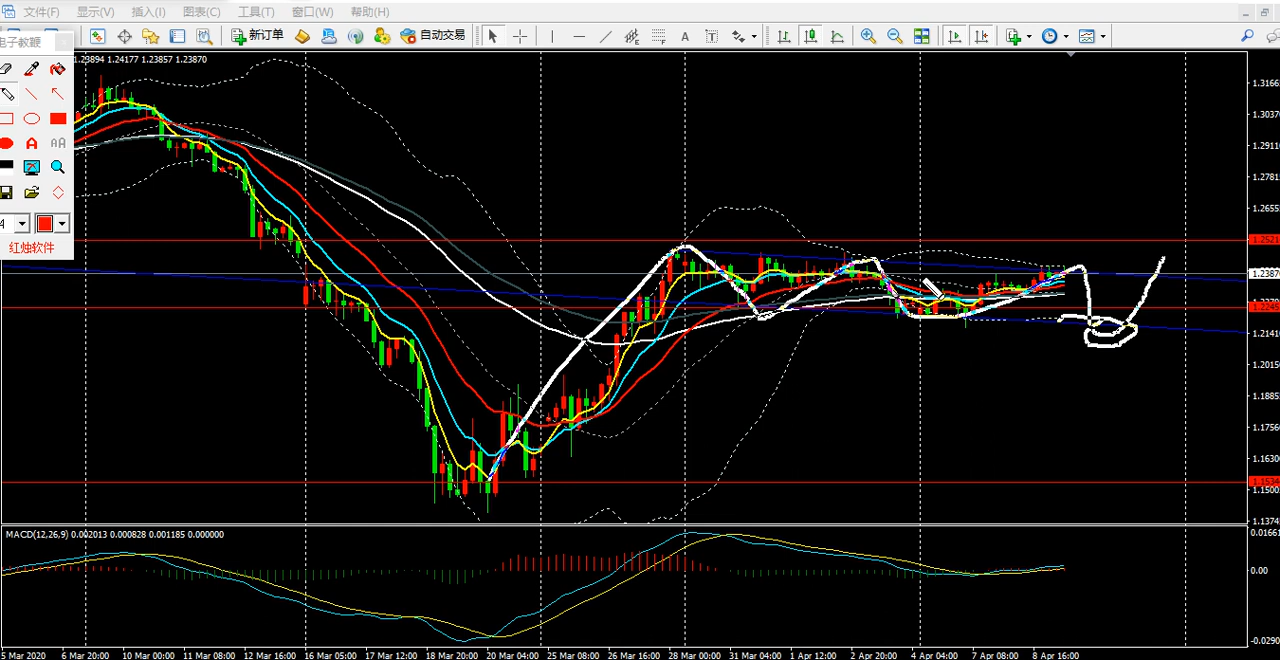 文件(F) 显示(V) 插入(I) 图表(C) 工具(T) 窗口(W) 帮助(H)
新订单 自动交易
电子教鞭
1.23894 1.24177 1.23857 1.23870
红烛软件
1.3037
1.2911
1.2781
1.2655
1.2387
1.2141
1.2015
1.1885
1.1756
1.1630
1.1500
1.1374
MACD(12,26,9) 0.002013 0.000828 0.001185 0.000000
0.0166
0.00
-0.0290
5 Mar 2020 6 Mar 20:00 10 Mar 00:00 11 Mar 08:00 12 Mar 16:00 16 Mar 05:00 17 Mar 12:00 18 Mar 20:00 20 Mar 04:00 25 Mar 08:00 26 Mar 16:00 28 Mar 00:00 31 Mar 04:00 1 Apr 12:00 2 Apr 20:00 4 Apr 04:00 7 Apr 08:00 8 Apr 16:00